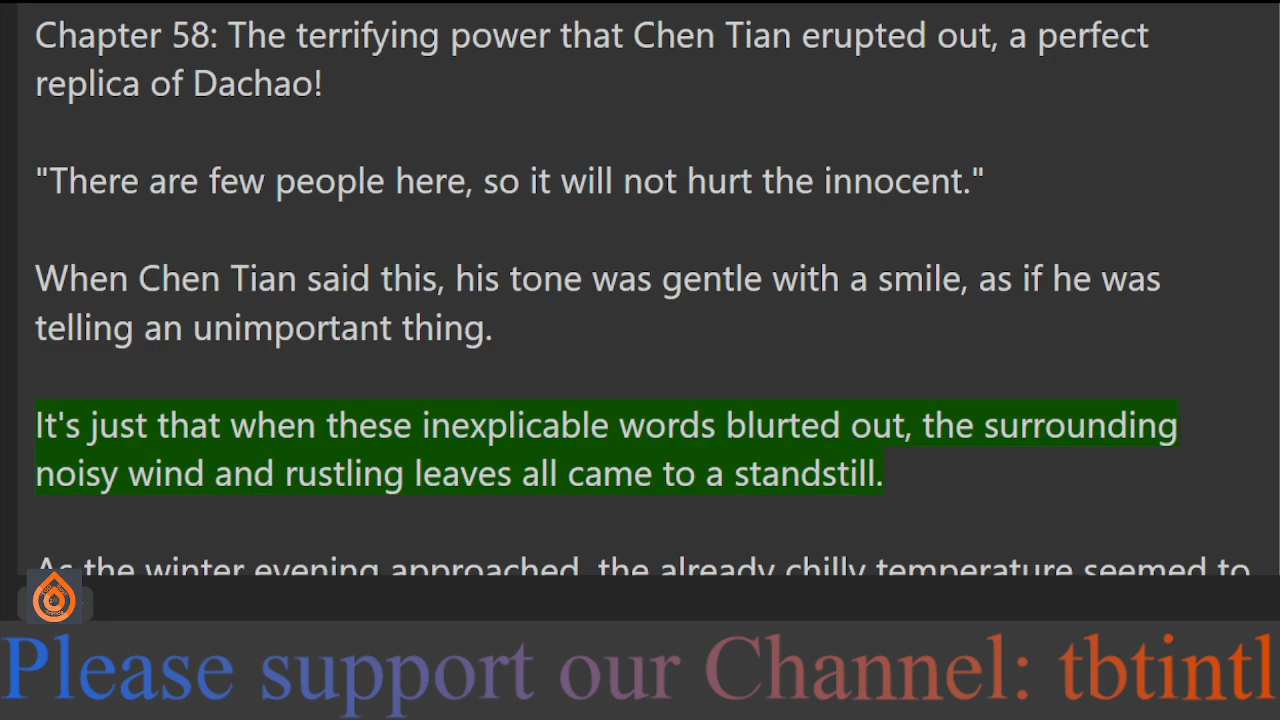 Chapter 58: The terrifying power that Chen Tian erupted out, a perfect
replica of Dachao!
"There are few people here, so it will not hurt the innocent."
When Chen Tian said this, his tone was gentle with a smile, as if he was
telling an unimportant thing.
It's just that when these inexplicable words blurted out, the surrounding
noisy wind and rustling leaves all came to a standstill.
As the winter evening approached, the already chilly temperature seemed to
Please support our Channel: tbtintl